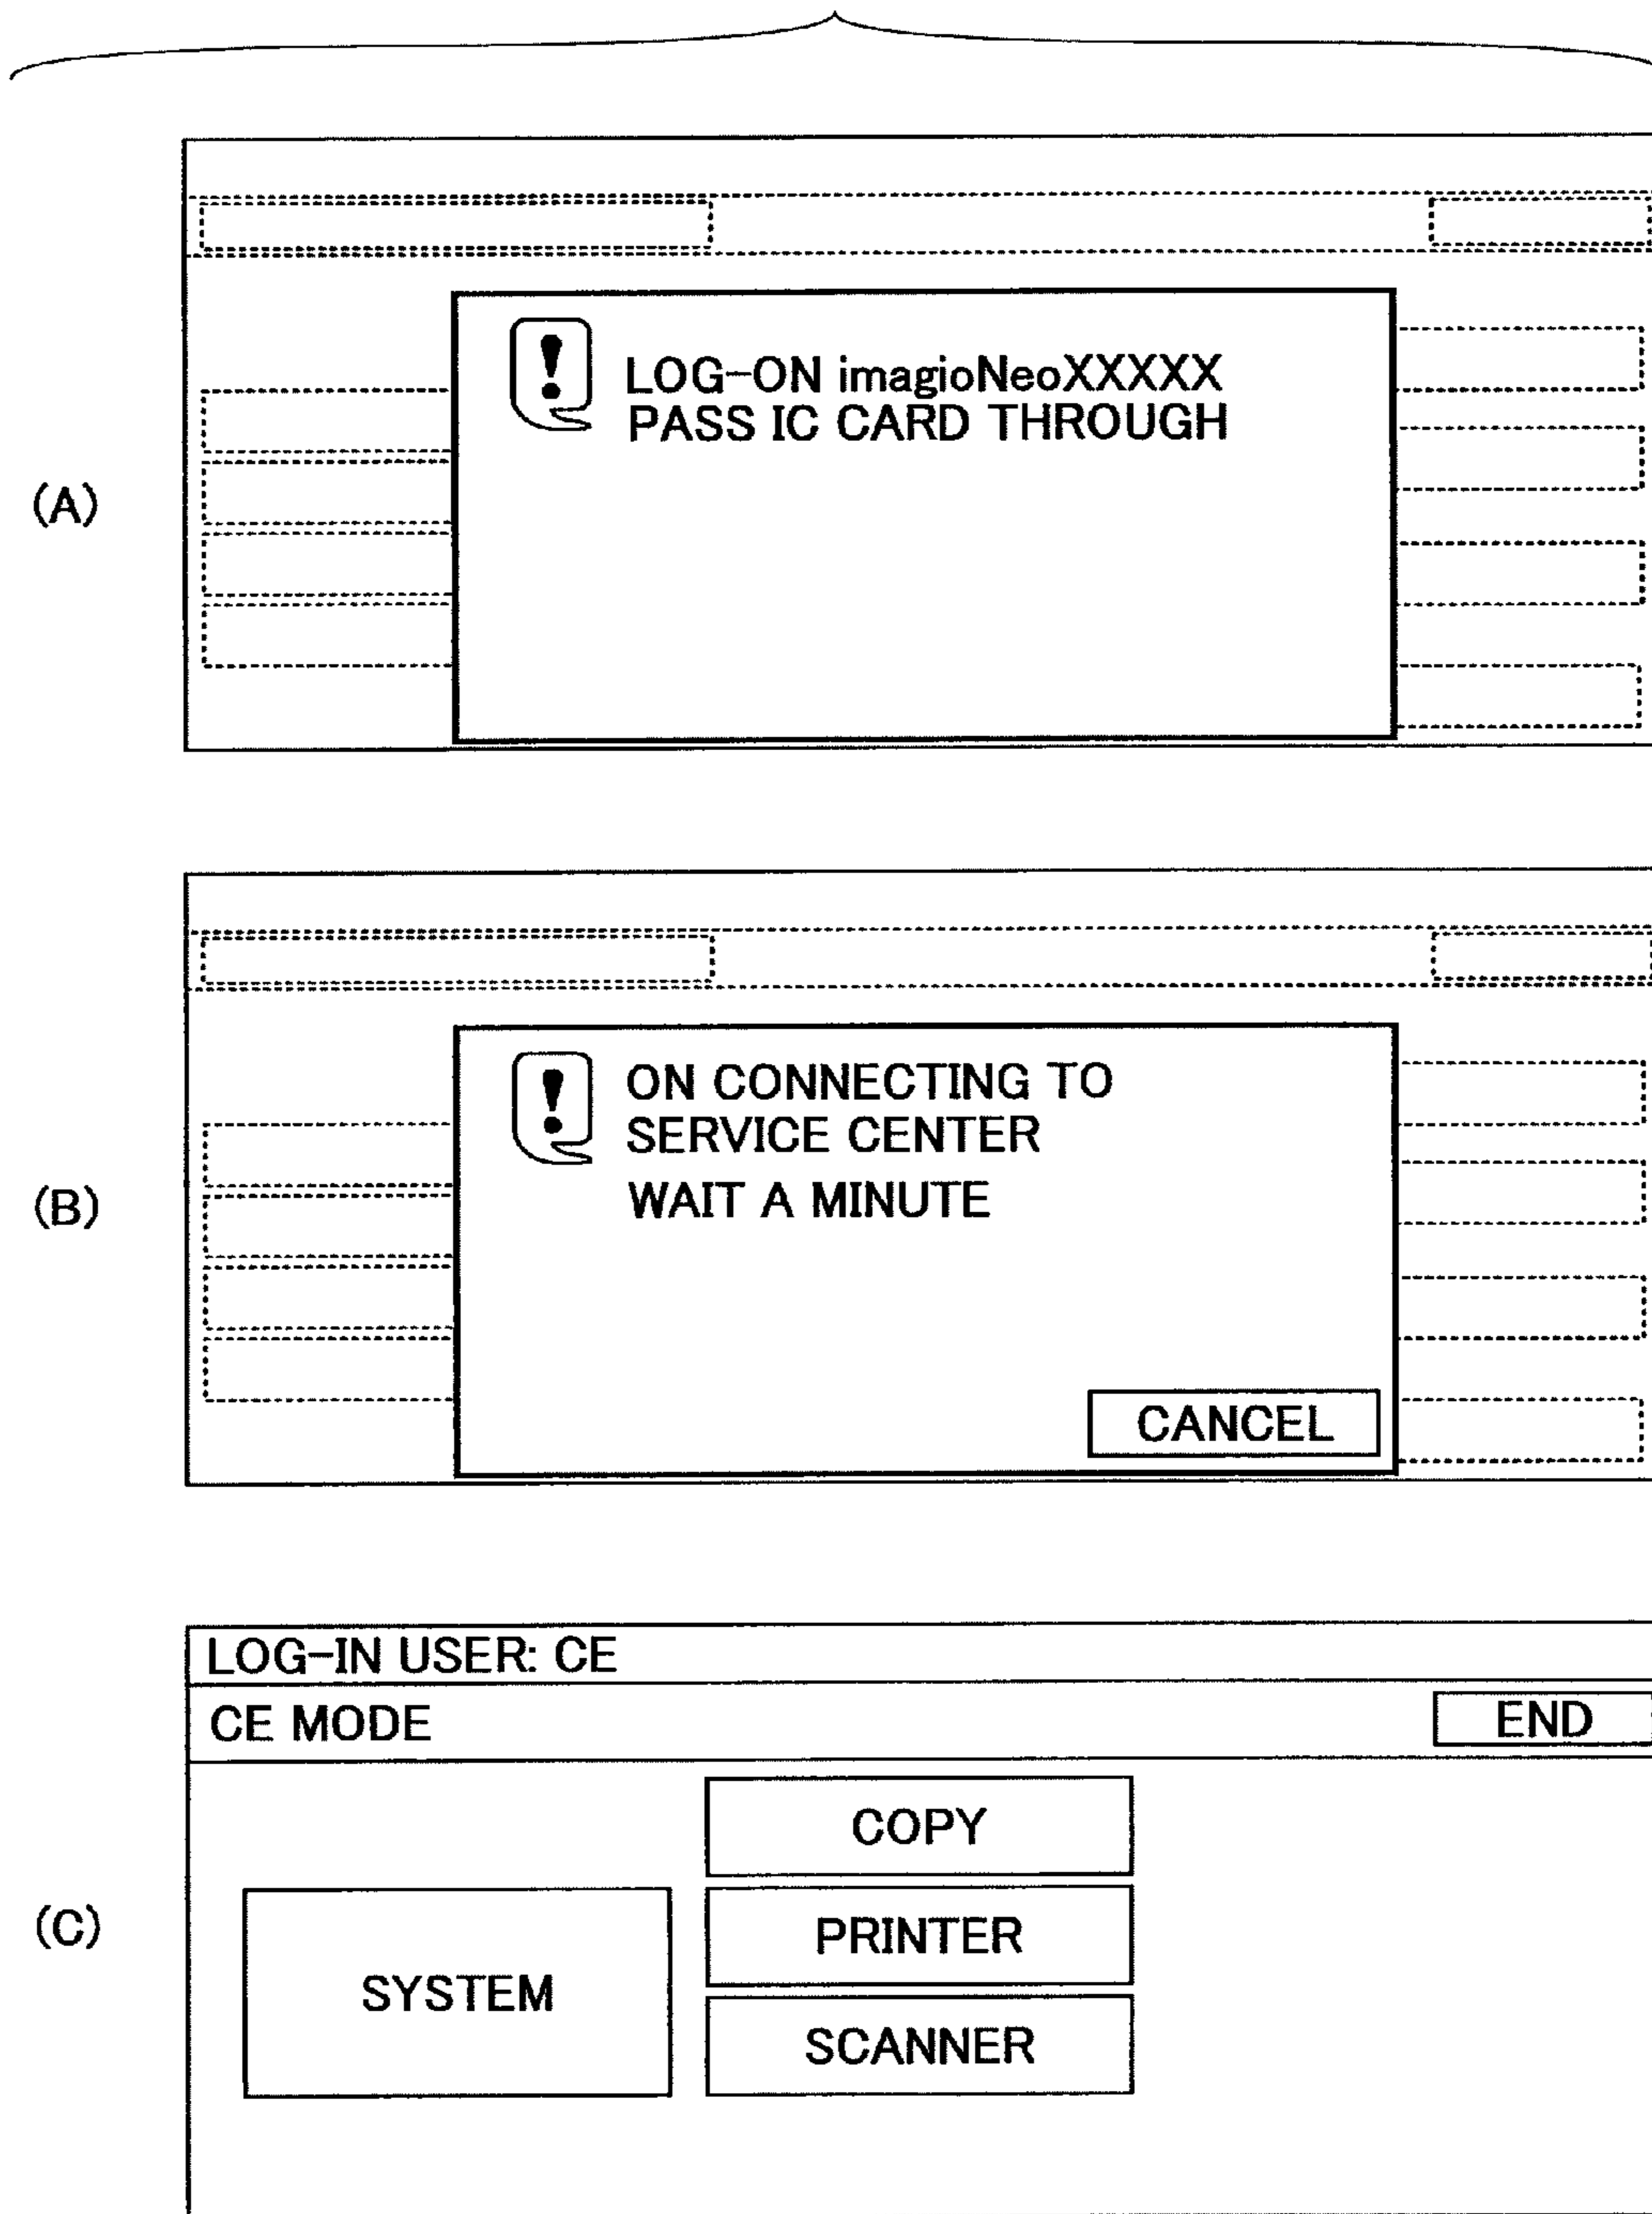 (A)
LOG-ON imagioNeoXXXXX
PASS IC CARD THROUGH
(B)
ON CONNECTING TO
SERVICE CENTER
WAIT A MINUTE
CANCEL
(C)
LOG-IN USER: CE
CE MODE
END
COPY
SYSTEM
PRINTER
SCANNER